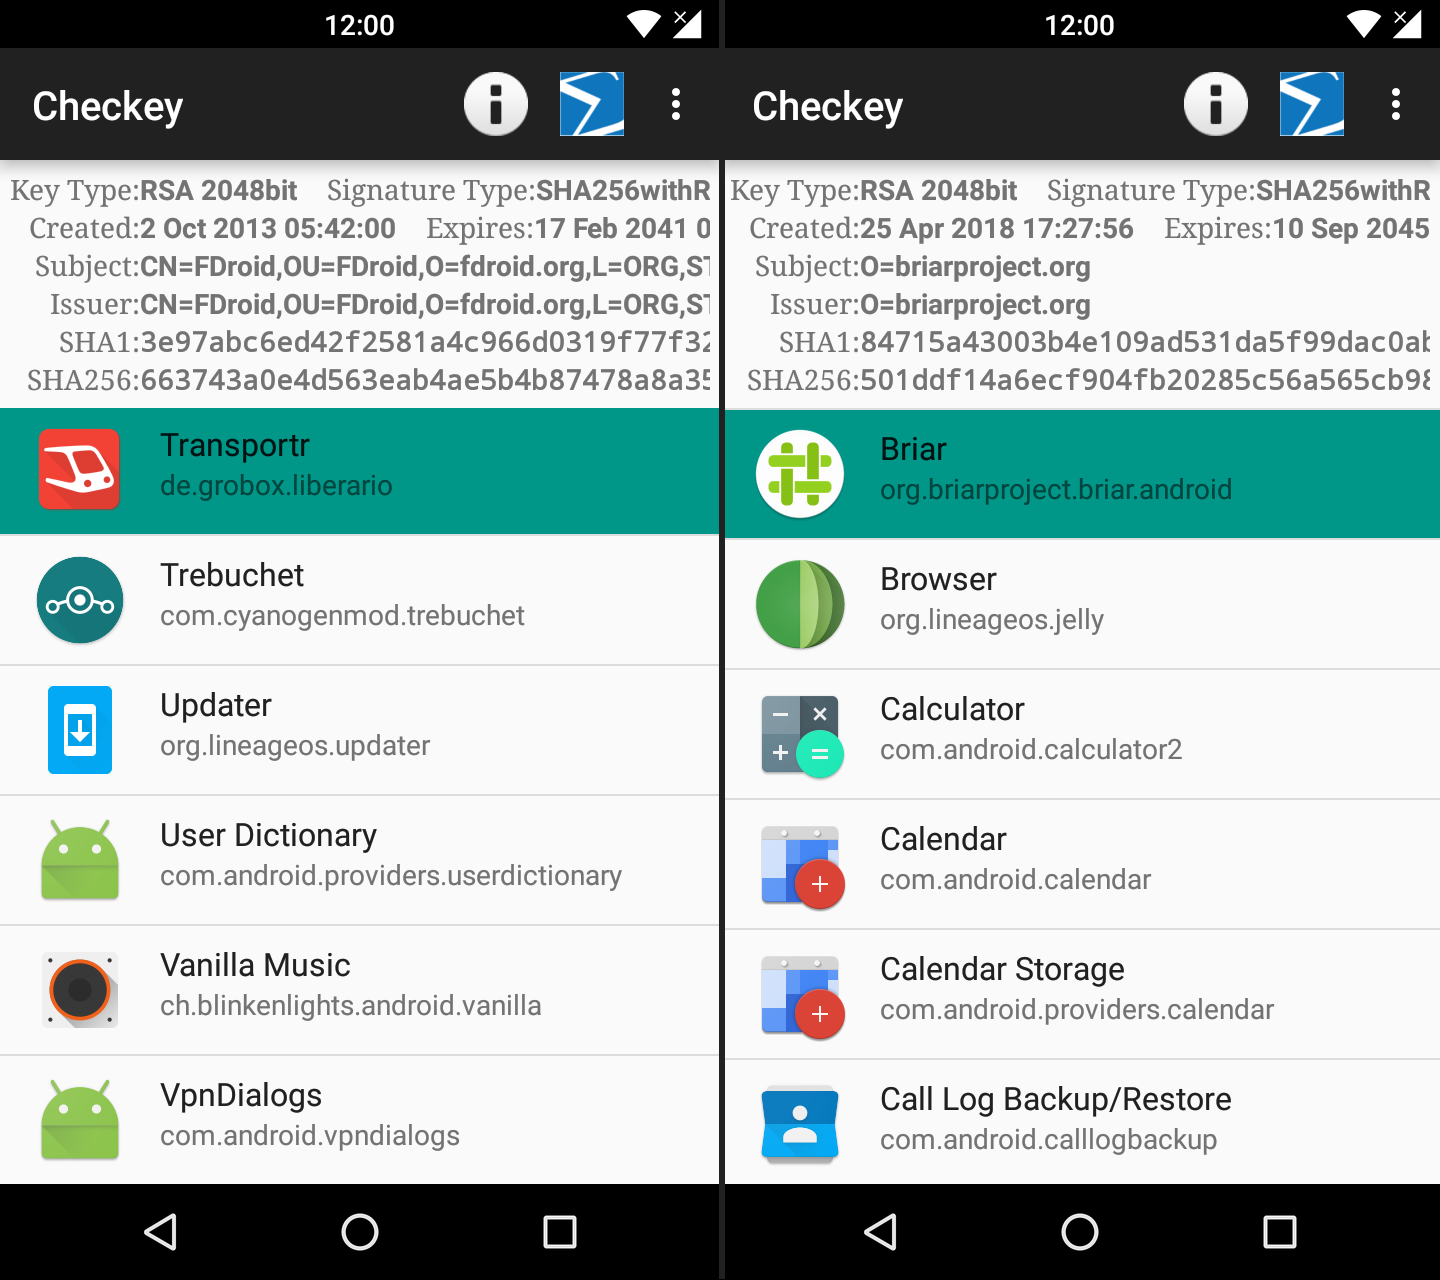 12:00
Checkey
Key Type:RSA 2048bit Signature Type:SHA256withR
Created:2 Oct 2013 05:42:00 Expires:17 Feb 2041 0
Subject:CN=FDroid,OU=FDroid,O=fdroid.org,L=ORG,ST
Issuer:CN=FDroid,OU=FDroid,O=fdroid.org,L=ORG,ST
SHA1:3e97abc6ed42f2581a4c966d0319f77f32
SHA256:663743a0e4d563eab4ae5b4b87478a8a35
Transportr
de.grobox.liberario
Trebuchet
com.cyanogenmod.trebuchet
Updater
org.lineageos.updater
User Dictionary
com.android.providers.userdictionary
Vanilla Music
ch.blinkenlights.android.vanilla
VpnDialogs
com.android.vpndialogs
12:00
Checkey
Key Type:RSA 2048bit Signature Type:SHA256withR
Created:25 Apr 2018 17:27:56 Expires:10 Sep 2045
Subject:O=briarproject.org
Issuer:O=briarproject.org
SHA1:84715a43003b4e109ad531da5f99dac0ab
SHA256:501ddf14a6ecf904fb20285c56a565cb98
Briar
org.briarproject.briar.android
Browser
org.lineageos.jelly
Calculator
com.android.calculator2
Calendar
com.android.calendar
Calendar Storage
com.android.providers.calendar
Call Log Backup/Restore
com.android.calllogbackup